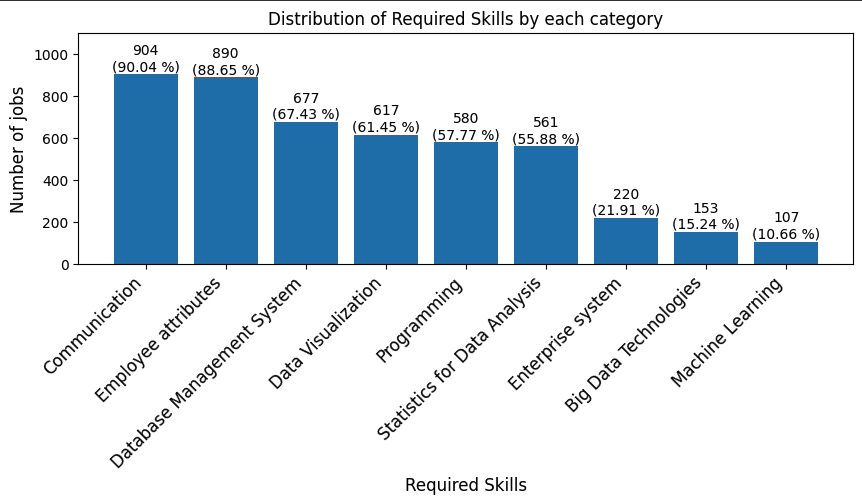 Distribution of Required Skills by each category
Number of jobs
1000
800
600
400
200
0
904
(90.04 %)
890
(88.65 %)
677
(67.43 %)
617
(61.45 %)
580
(57.77 %)
561
(55.88 %)
220
(21.91 %)
153
(15.24 %)
107
(10.66 %)
Communication
Employee attributes
Database Management System
Data Visualization
Programming
Statistics for Data Analysis
Enterprise system
Big Data Technologies
Machine Learning
Required Skills